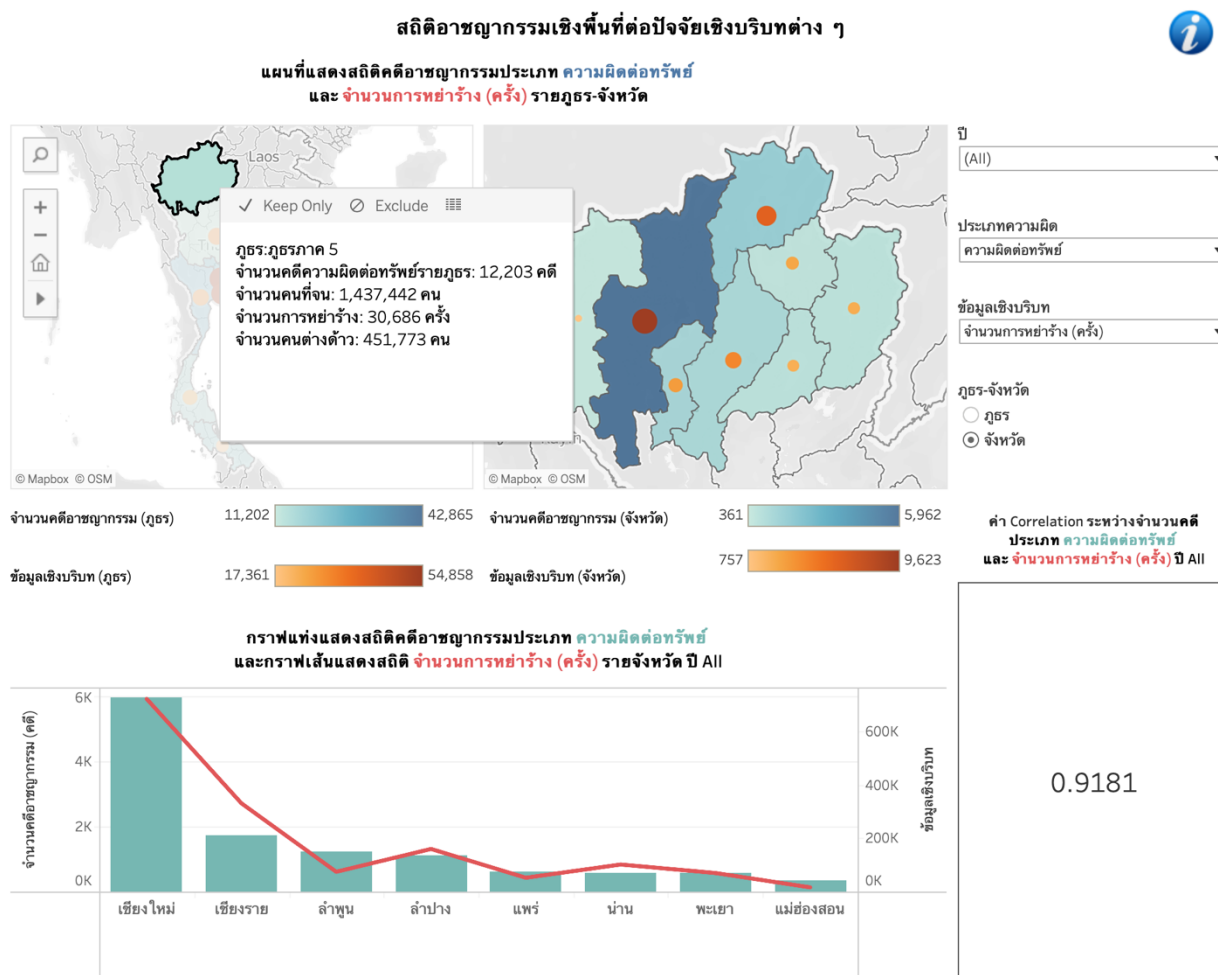 สถิติอาชญากรรมเชิงพื้นที่ต่อปัจจัยเชิงบริบทต่าง ๆ
i
แผนที่แสดงสถิติคดีอาชญากรรมประเภท ความผิดต่อทรัพย์
และ จำนวนการหย่าร้าง (ครั้ง) รายภูธร-จังหวัด
Laos
Keep Only
Exclude
ภูธร:ภูธรภาค 5
จำนวนคดีความผิดต่อทรัพย์รายภูธร: 12,203 คดี
จำนวนคนที่จน: 1,437,442 คน
จำนวนการหย่าร้าง: 30,686 ครั้ง
จำนวนคนต่างด้าว: 451,773 คน
© Mapbox © OSM
© Mapbox © OSM
ปี
(All)
ประเภทความผิด
ความผิดต่อทรัพย์
ข้อมูลเชิงบริบท
จำนวนการหย่าร้าง (ครั้ง)
ภูธร-จังหวัด
ภูธร
จังหวัด
จำนวนคดีอาชญากรรม (ภูธร)
11,202
42,865
จำนวนคดีอาชญากรรม (จังหวัด)
361
5,962
ข้อมูลเชิงบริบท (ภูธร)
17,361
54,858
ข้อมูลเชิงบริบท (จังหวัด)
757
9,623
ค่า Correlation ระหว่างจำนวนคดี
ประเภท ความผิดต่อทรัพย์
และ จำนวนการหย่าร้าง (ครั้ง) ปี All
0.9181
กราฟแท่งแสดงสถิติคดีอาชญากรรมประเภท ความผิดต่อทรัพย์
และกราฟเส้นแสดงสถิติ จำนวนการหย่าร้าง (ครั้ง) รายจังหวัด ปี All
จำนวนคดีอาชญากรรม (คดี)
6K
4K
2K
0K
600K
400K
200K
0K
ข้อมูลเชิงบริบท
เชียงใหม่
เชียงราย
ลำพูน
ลำปาง
แพร่
น่าน
พะเยา
แม่ฮ่องสอน